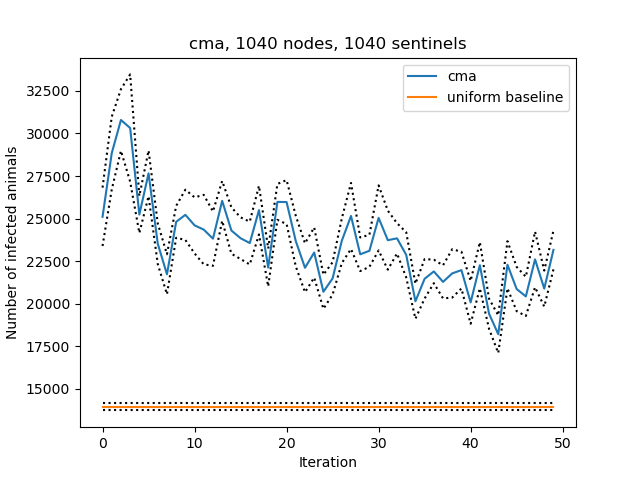 cma, 1040 nodes, 1040 sentinels
cma
uniform baseline
Number of infected animals
32500
30000
27500
25000
22500
20000
17500
15000
0 10 20 30 40 50
Iteration